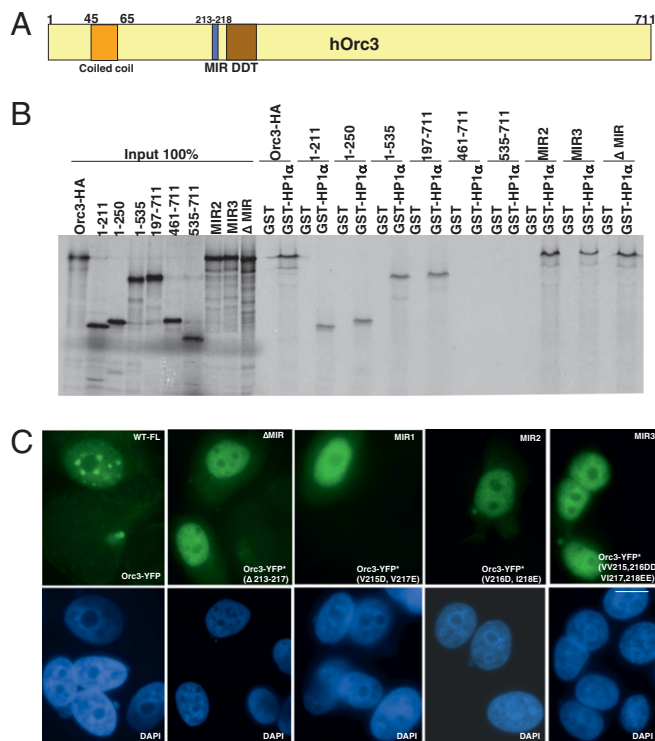 A
1
45
65
213-218
711
hOrc3
Coiled coil
MIR DDT
B
Input 100%
Orc3-HA
1-211
1-250
1-535
197-711
461-711
535-711
MIR2
MIR3
Δ MIR
Orc3-HA
1-211
1-250
1-535
197-711
461-711
535-711
MIR2
MIR3
Δ MIR
GST
GST-HP1α
GST
GST-HP1α
GST
GST-HP1α
GST
GST-HP1α
GST
GST-HP1α
GST
GST-HP1α
GST
GST-HP1α
GST
GST-HP1α
GST
GST-HP1α
GST
GST-HP1α
C
WT-FL
Orc3-YFP
ΔMIR
Orc3-YFP*
(Δ 213-217)
MIR1
Orc3-YFP*
(V215D, V217E)
MIR2
Orc3-YFP*
(V216D, I218E)
MIR3
Orc3-YFP*
(VV215,216DD
VI217,218EE)
DAPI
DAPI
DAPI
DAPI
DAPI